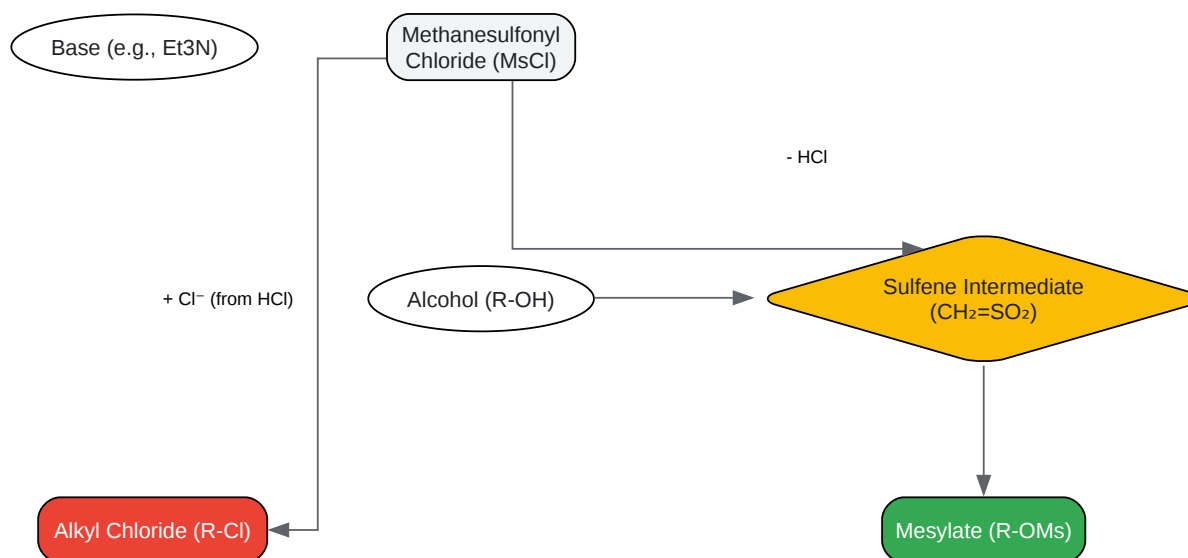 Base (e.g., Et3N)
Methanesulfonyl
Chloride (MsCl)
- HCl
+ Cl⁻ (from HCl)
Alcohol (R-OH)
Sulfene Intermediate
(CH₂=SO₂)
Alkyl Chloride (R-Cl)
Mesylate (R-OMs)